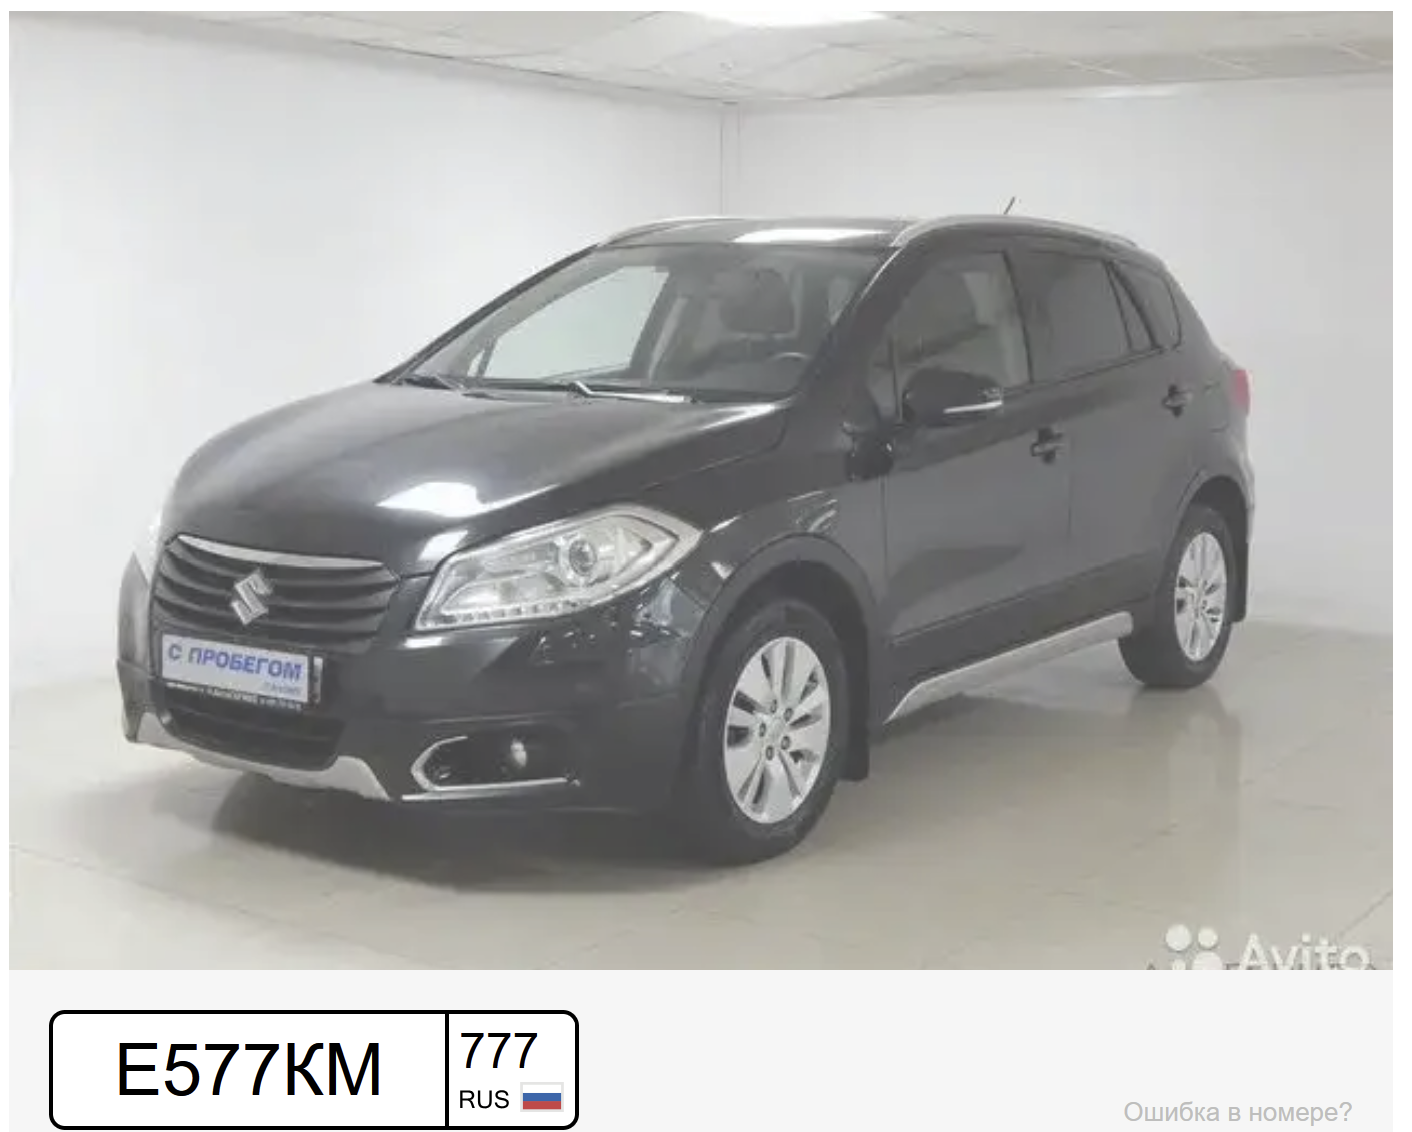 С ПРОБЕГОМ
Avito
Е577КМ
777
RUS
Ошибка в номере?